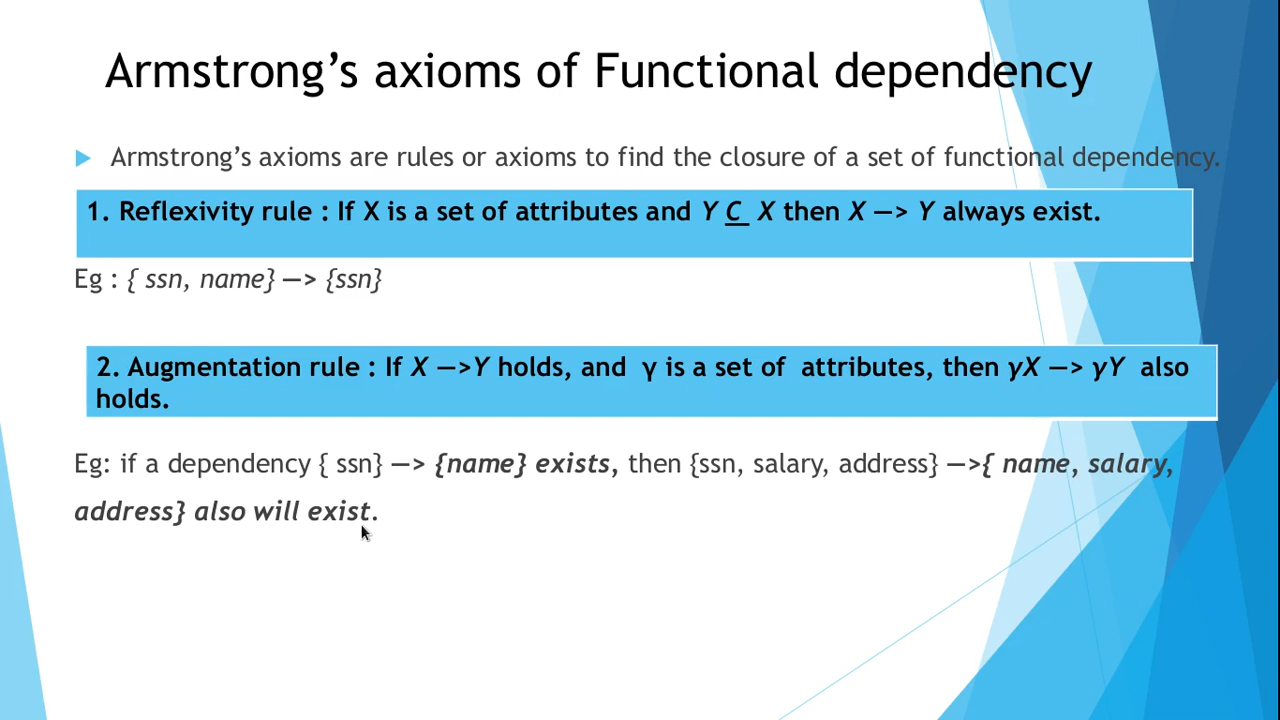 Armstrong’s axioms of Functional dependency
Armstrong’s axioms are rules or axioms to find the closure of a set of functional dependency.
1. Reflexivity rule : If X is a set of attributes and Y C X then X —> Y always exist.
Eg : { ssn, name} —> {ssn}
2. Augmentation rule : If X —>Y holds, and γ is a set of attributes, then γX —> γY also
holds.
Eg: if a dependency { ssn} —> {name} exists, then {ssn, salary, address} —>{ name, salary,
address} also will exist.